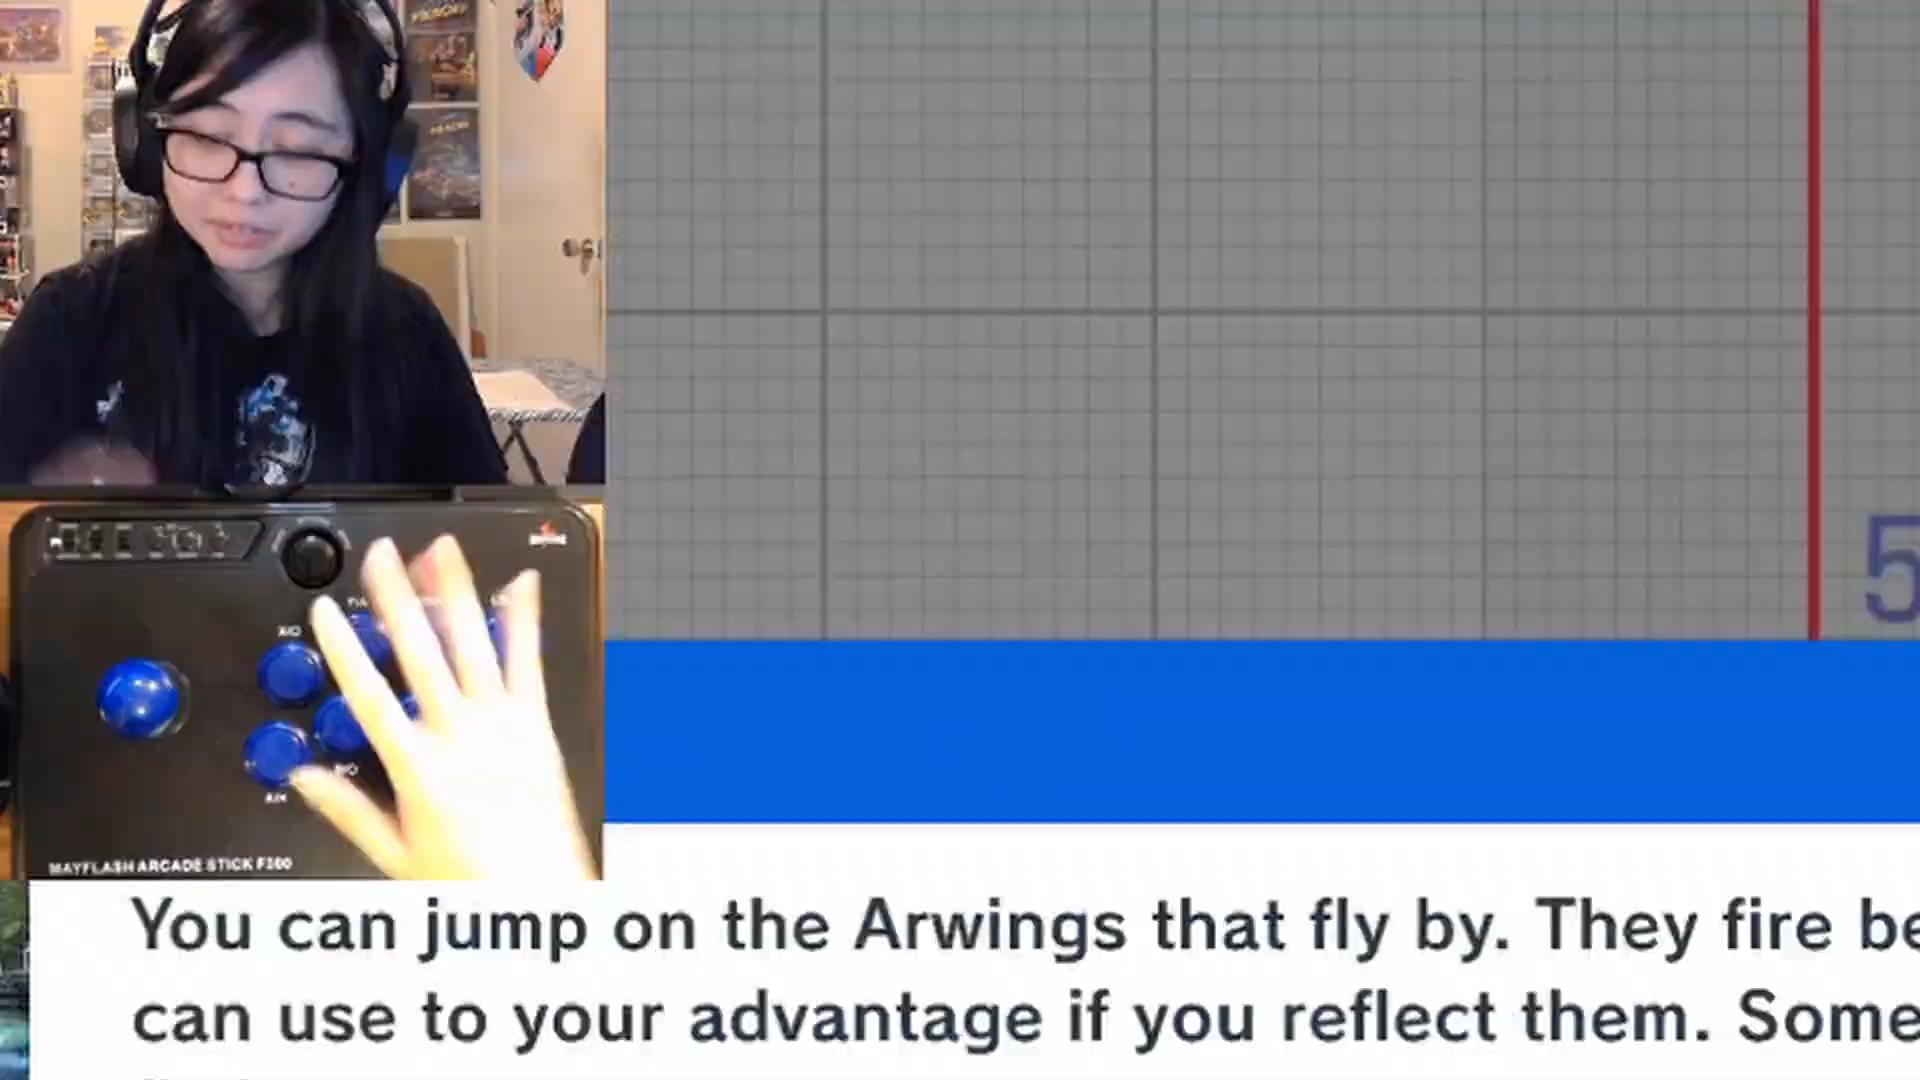 5
X/□
A/X
B/O
MAYFLASH ARCADE STICK F300
You can jump on the Arwings that fly by. They fire be
can use to your advantage if you reflect them. Some